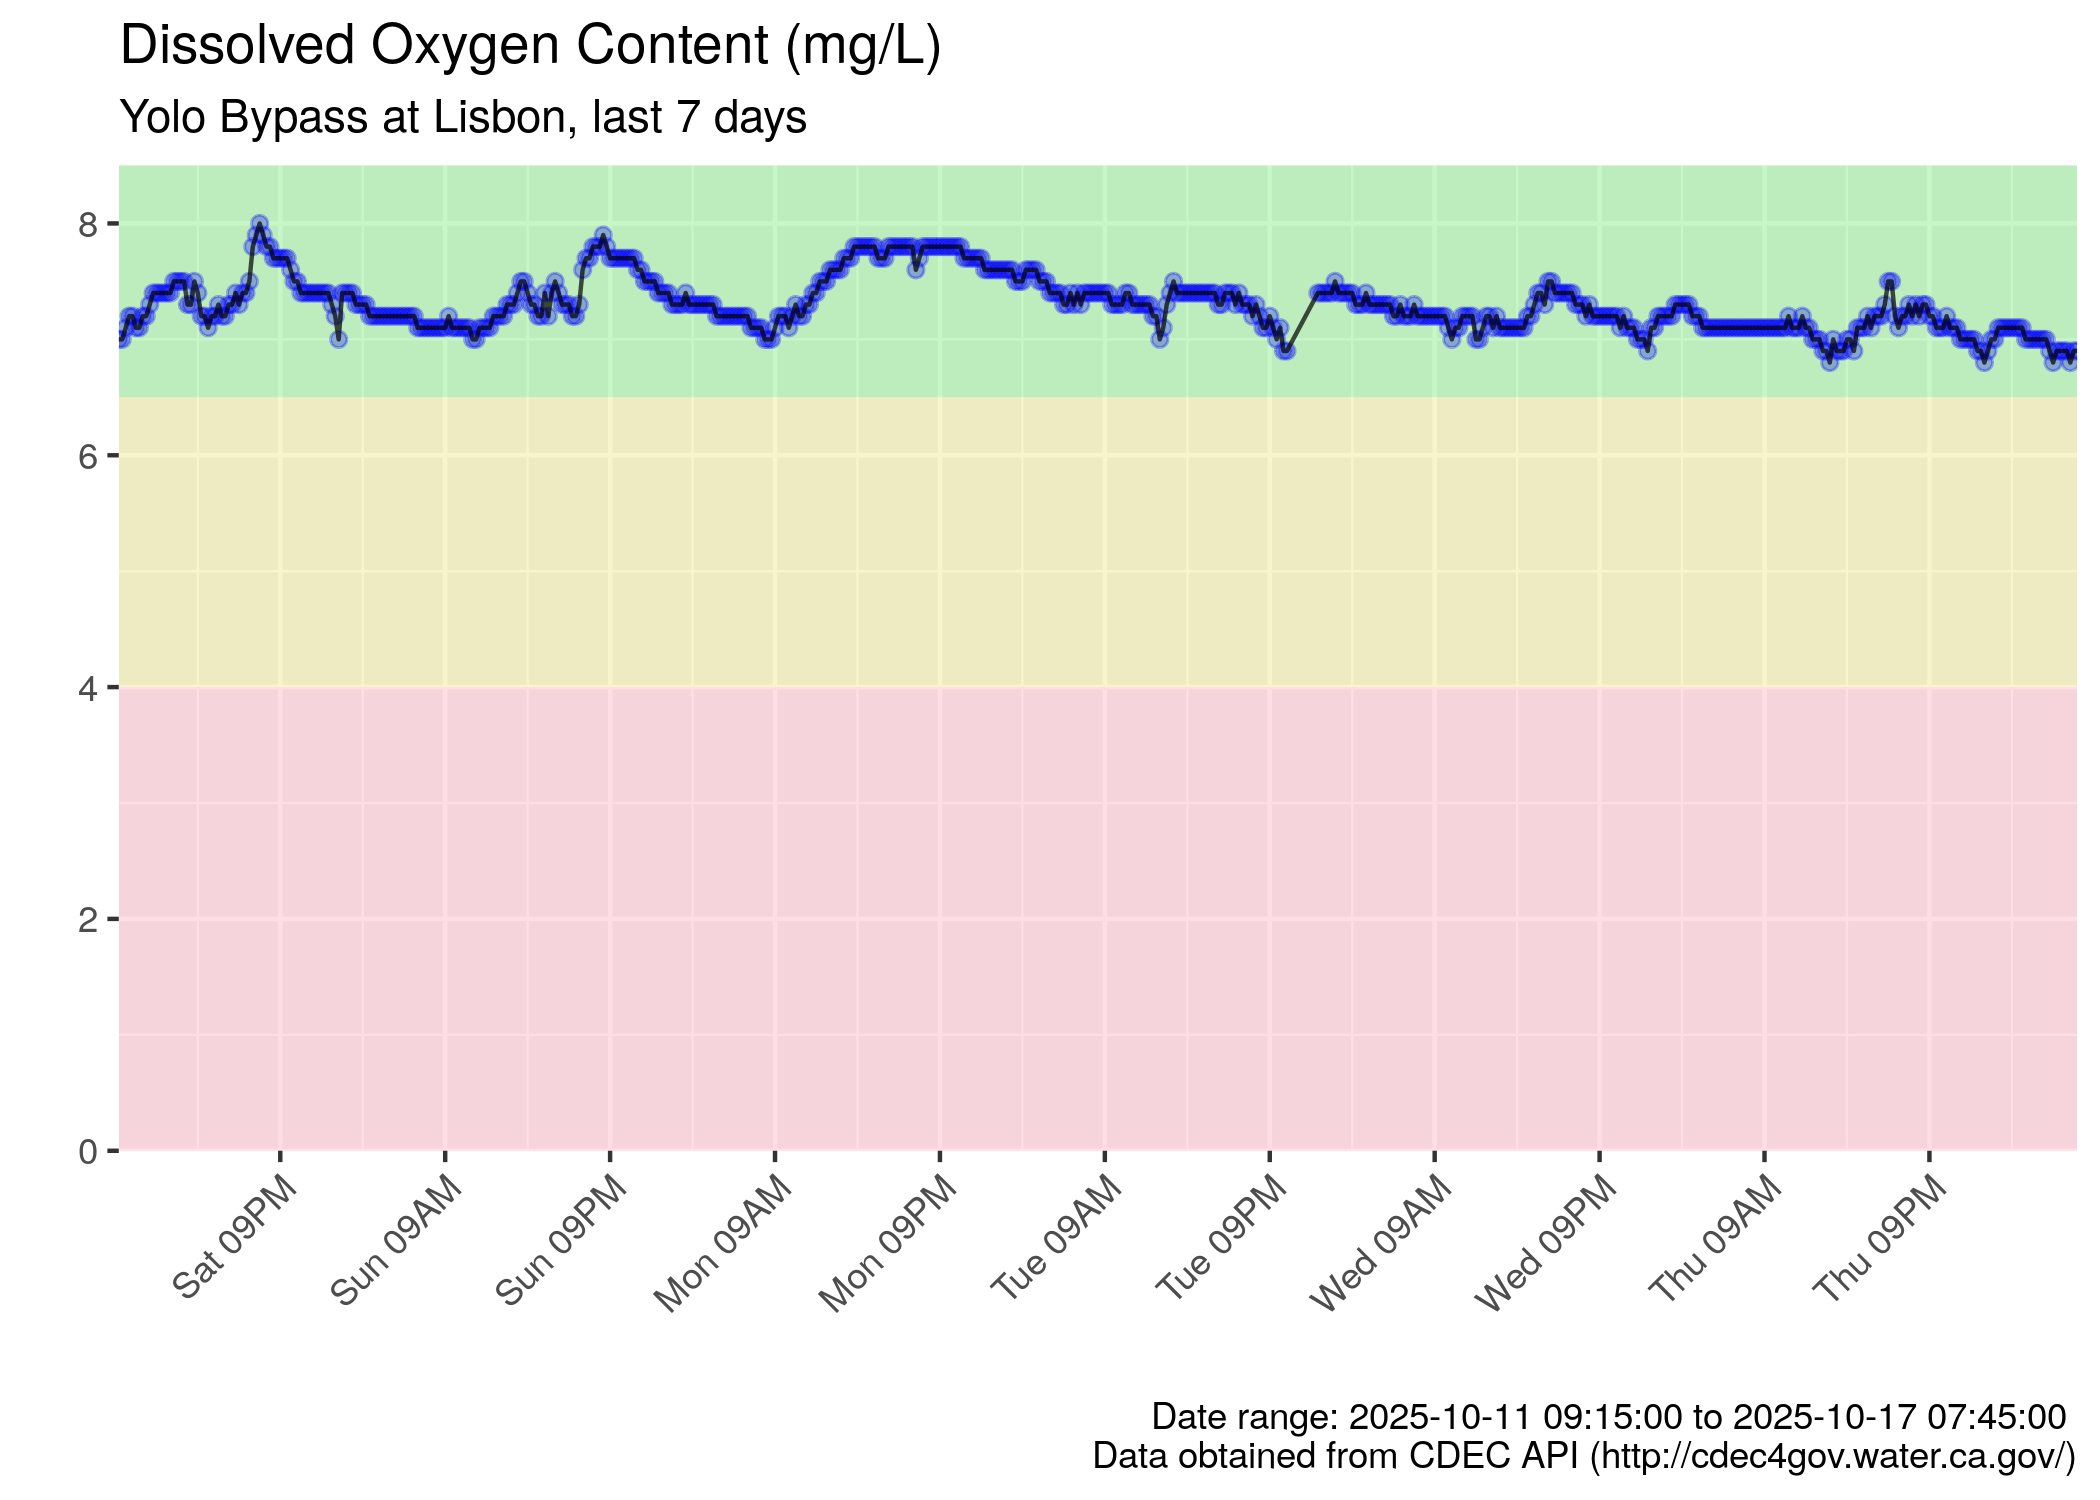 Dissolved Oxygen Content (mg/L)
Yolo Bypass at Lisbon, last 7 days
8
6
4
2
0
Sat 09PM
Sun 09AM
Sun 09PM
Mon 09AM
Mon 09PM
Tue 09AM
Tue 09PM
Wed 09AM
Wed 09PM
Thu 09AM
Thu 09PM
Date range: 2025-10-11 09:15:00 to 2025-10-17 07:45:00
Data obtained from CDEC API (http://cdec4gov.water.ca.gov/)